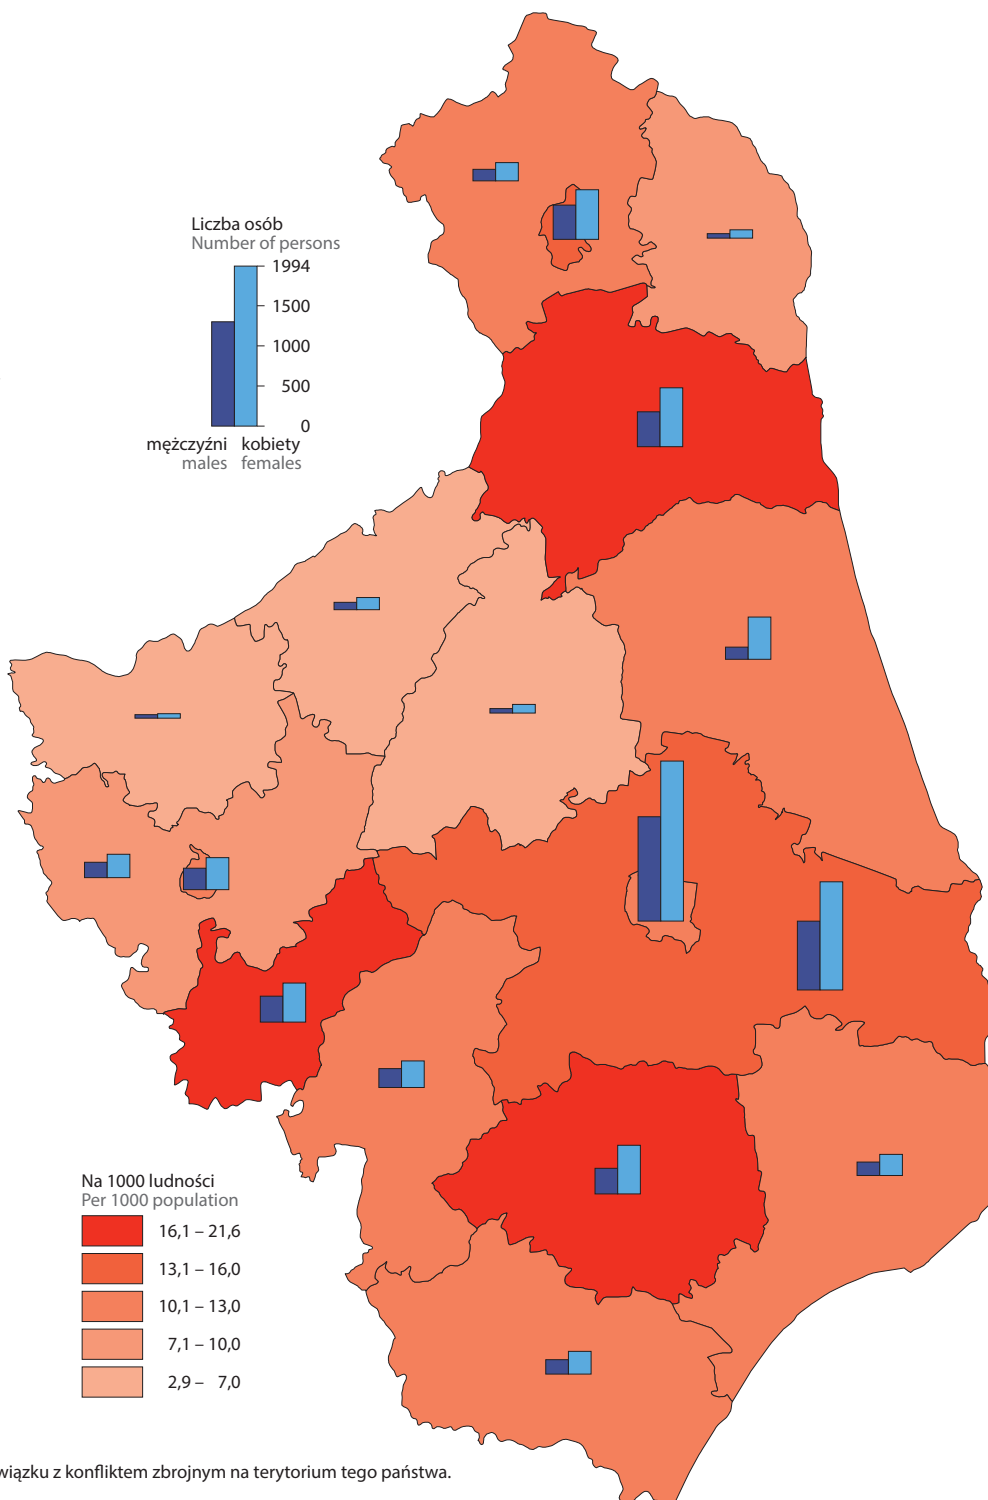 Liczba osób
Number of persons
1994
1500
1000
500
0
mężczyźni kobiety
males females
Na 1000 ludności
Per 1000 population
16,1 – 21,6
13,1 – 16,0
10,1 – 13,0
7,1 – 10,0
2,9 – 7,0
z konfliktem zbrojnym na terytorium tego państwa.